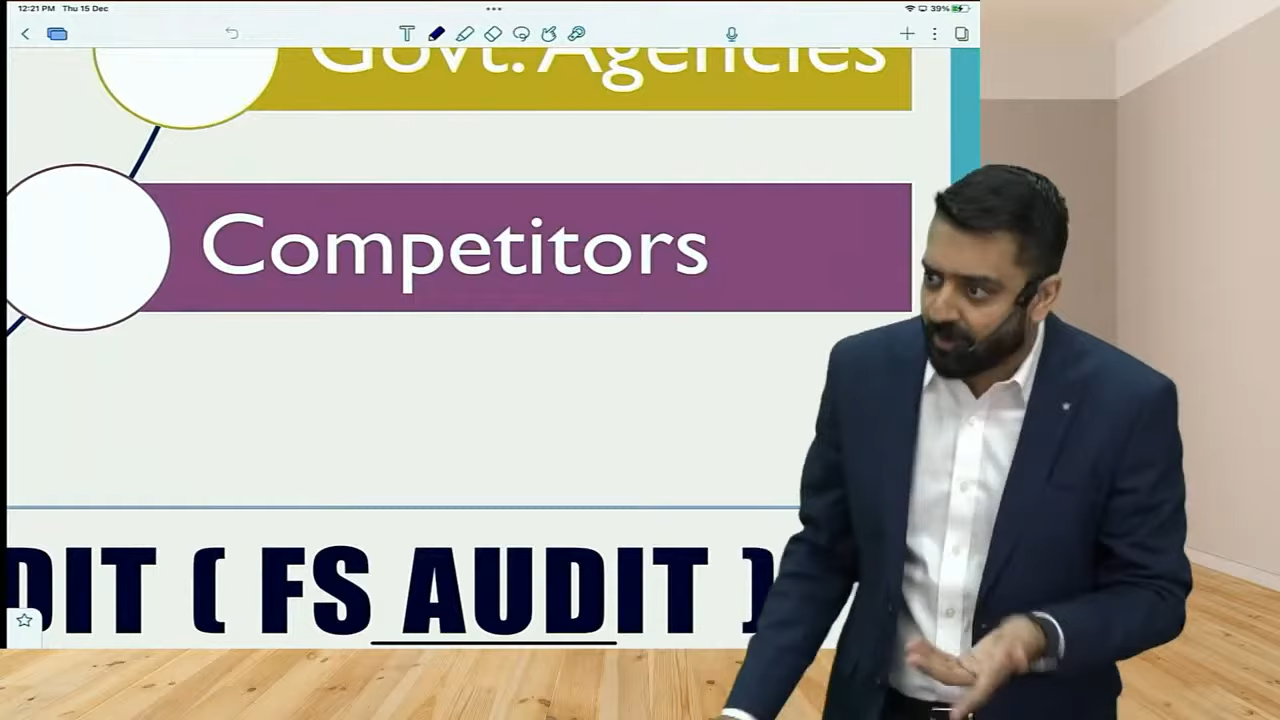 12:21 PM Thu 15 Dec
39%
T
Govt. Agencies
Competitors
DIT ( FS AUDIT )